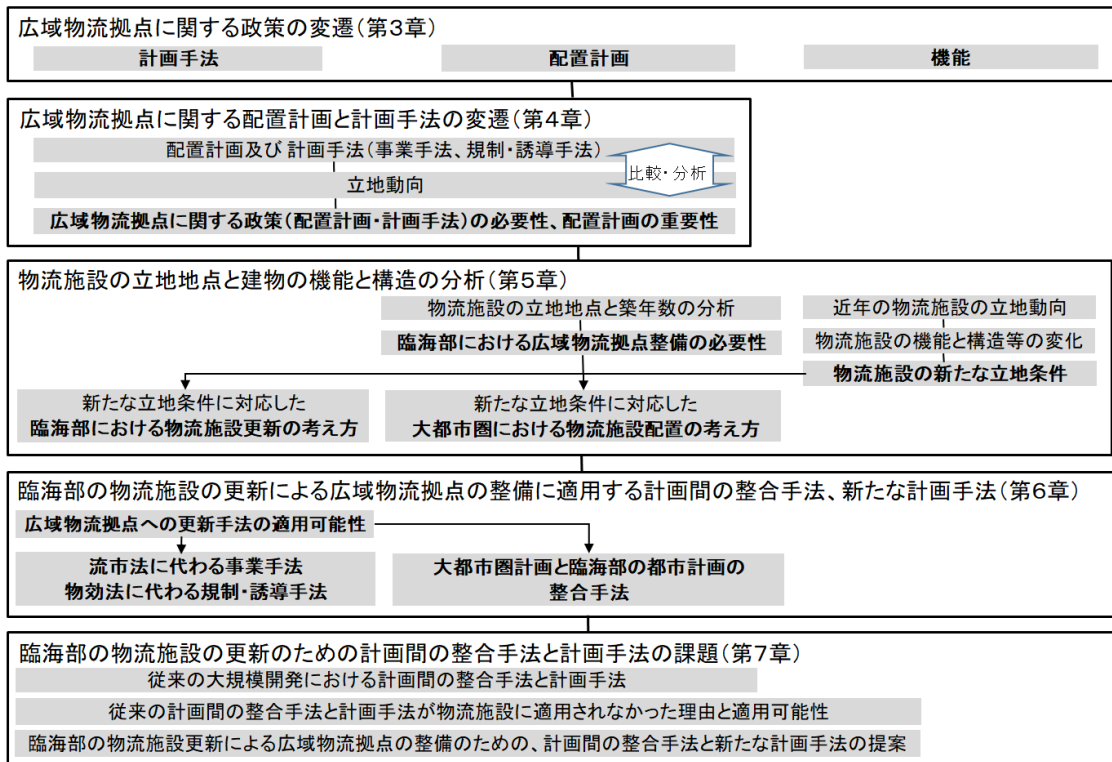 広域物流拠点に関する政策の変遷(第3章)
計画手法
配置計画
機能
広域物流拠点に関する配置計画と計画手法の変遷(第4章)
配置計画及び計画手法(事業手法、規制・誘導手法)
比較・分析
立地動向
広域物流拠点に関する政策(配置計画・計画手法)の必要性、配置計画の重要性
物流施設の立地地点と建物の機能と構造の分析(第5章)
物流施設の立地地点と築年数の分析
臨海部における広域物流拠点整備の必要性
近年の物流施設の立地動向
物流施設の機能と構造等の変化
物流施設の新たな立地条件
新たな立地条件に対応した
臨海部における物流施設更新の考え方
新たな立地条件に対応した
大都市圏における物流施設配置の考え方
臨海部の物流施設の更新による広域物流拠点の整備に適用する計画間の整合手法、新たな計画手法(第6章)
広域物流拠点への更新手法の適用可能性
流市法に代わる事業手法
物効法に代わる規制・誘導手法
大都市圏計画と臨海部の都市計画の
整合手法
臨海部の物流施設の更新のための計画間の整合手法と計画手法の課題(第7章)
従来の大規模開発における計画間の整合手法と計画手法
従来の計画間の整合手法と計画手法が物流施設に適用されなかった理由と適用可能性
臨海部の物流施設更新による広域物流拠点の整備のための、計画間の整合手法と新たな計画手法の提案